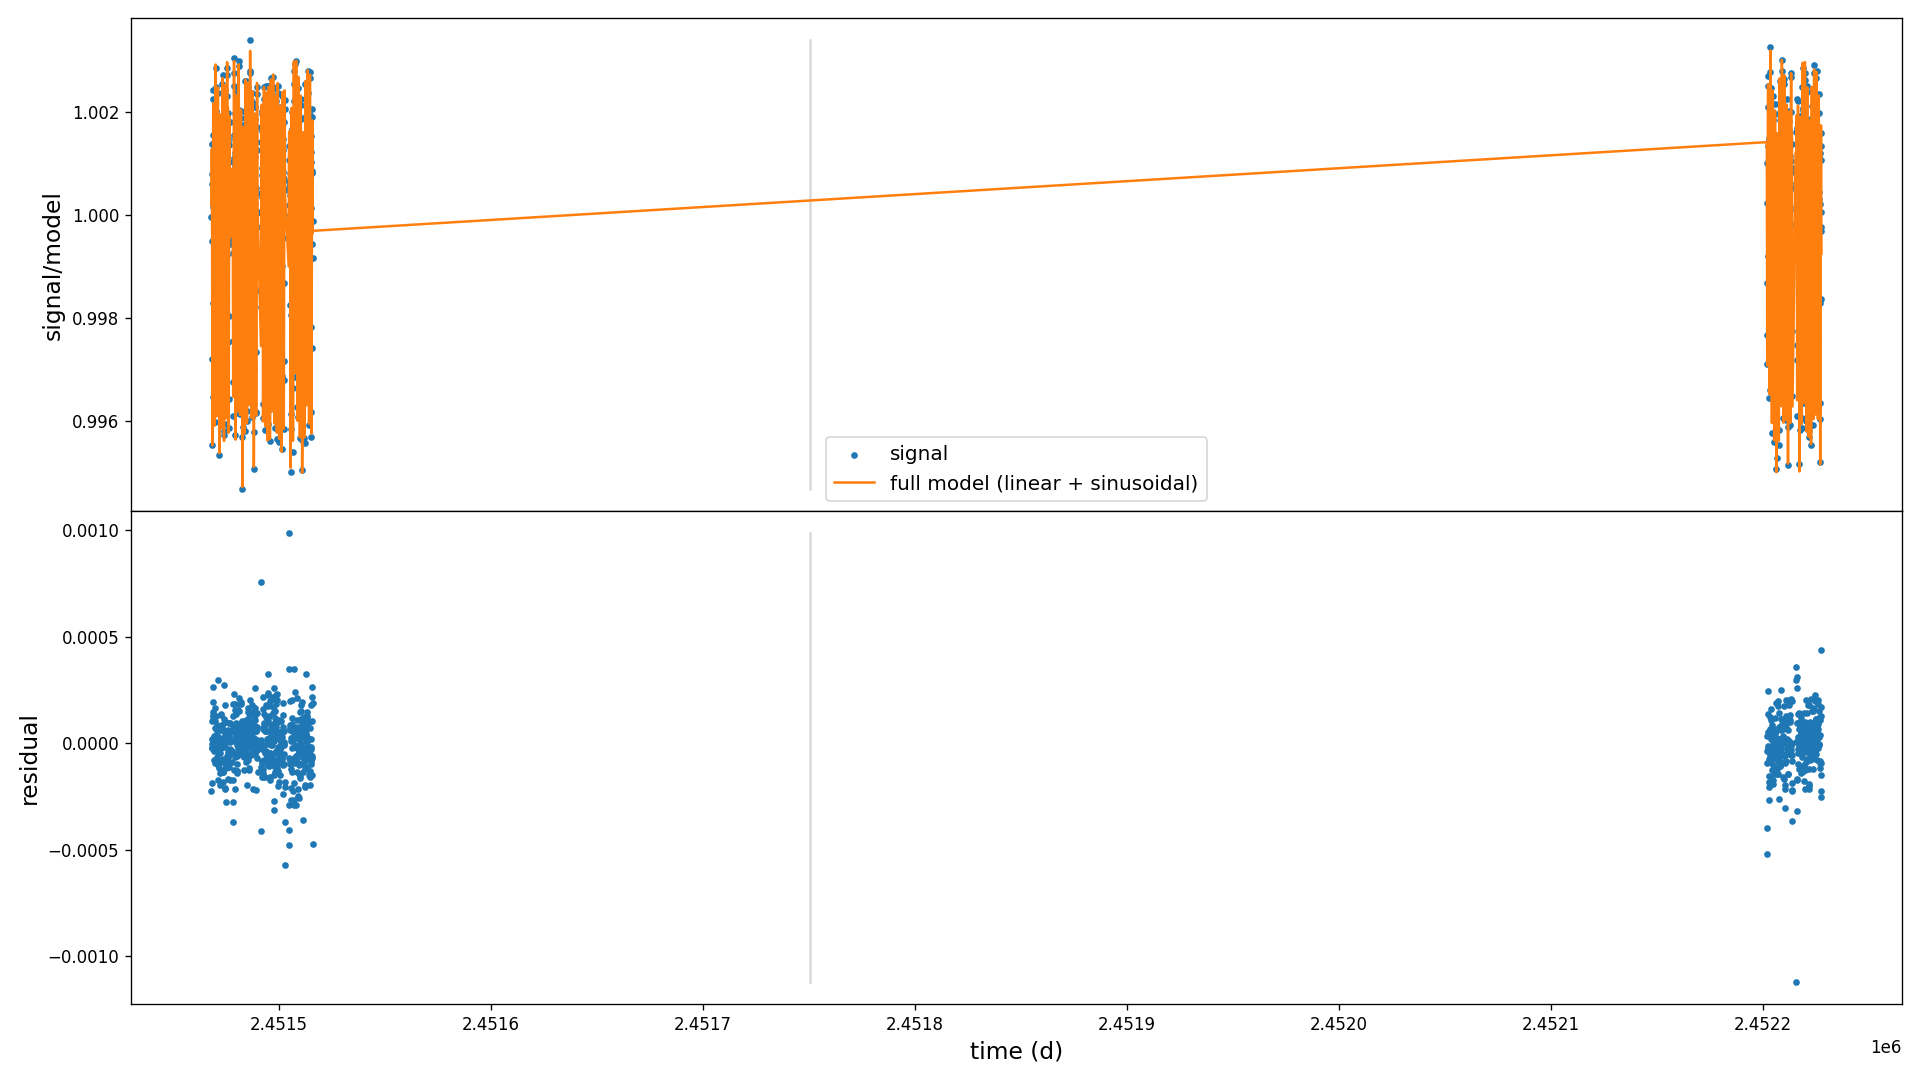 signal/model
1.002
1.000
0.998
0.996
signal
full model (linear + sinusoidal)
residual
0.0010
0.0005
0.0000
−0.0005
−0.0010
2.4515 2.4516 2.4517 2.4518 2.4519 2.4520 2.4521 2.4522
1e6
time (d)